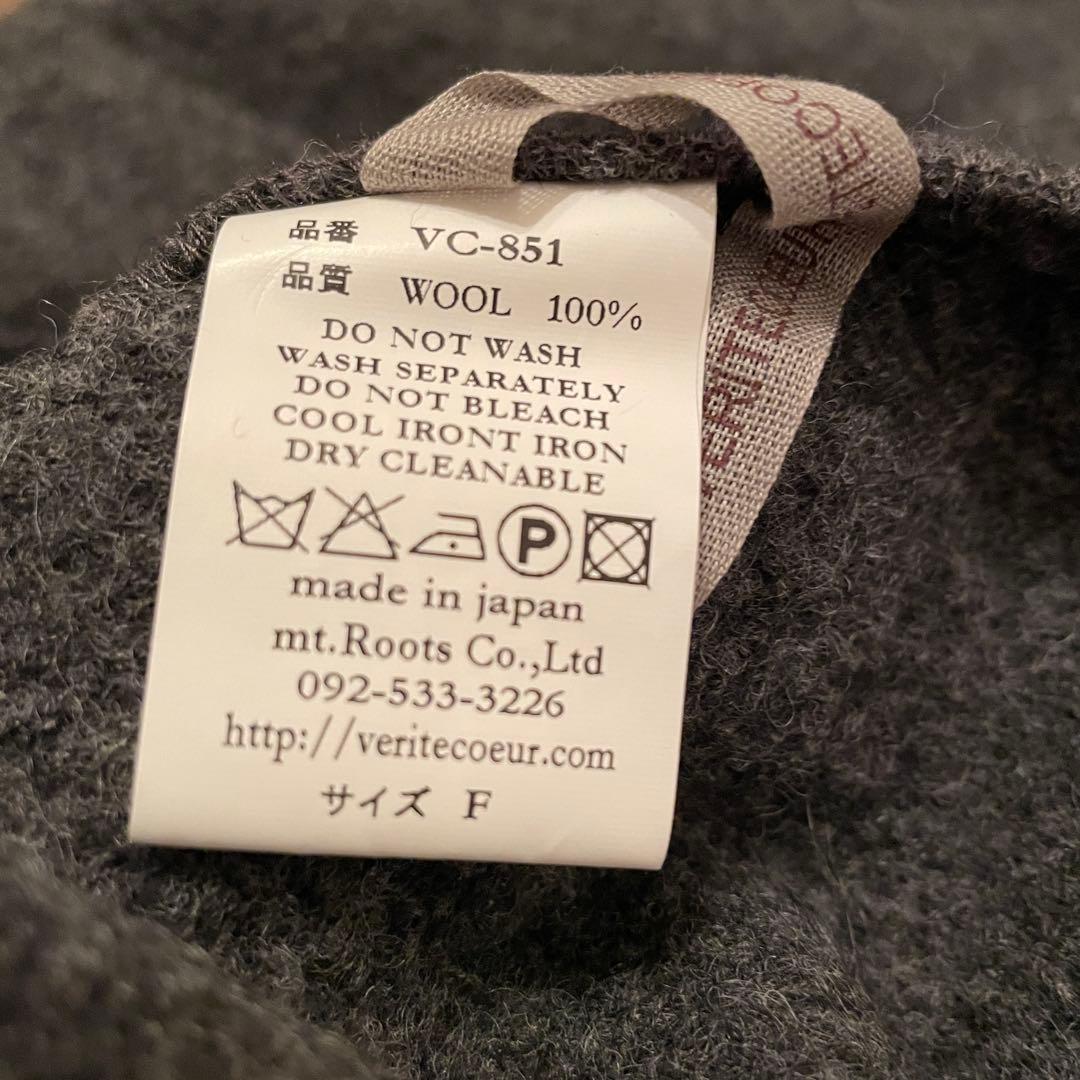 品番 VC-851
品質 WOOL 100%
DO NOT WASH
WASH SEPARATELY
DO NOT BLEACH
COOL IRONT IRON
DRY CLEANABLE
P
made in japan
mt.Roots Co.,Ltd
092-533-3226
http://veritecoeur.com
サイズ F